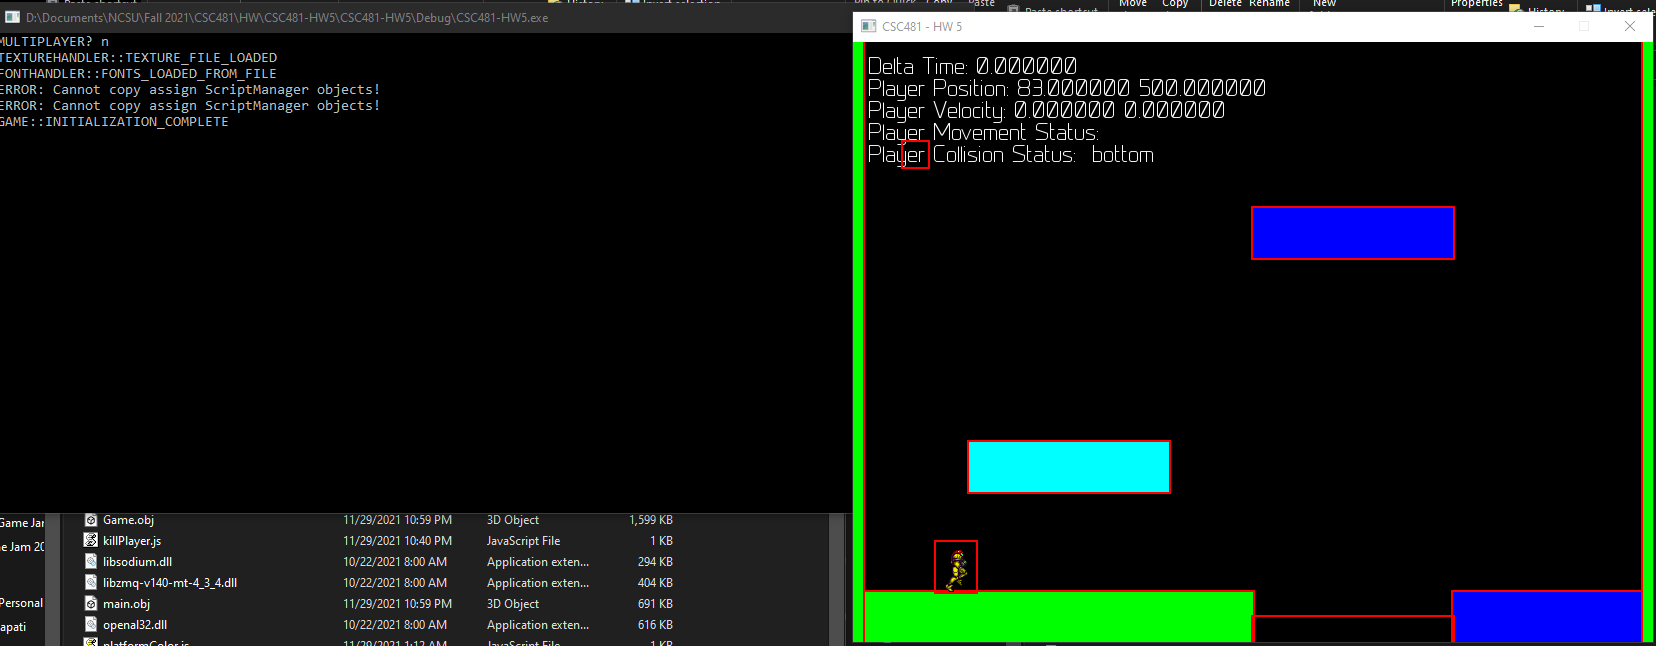 Move Copy Delete Rename New Properties
Paste shortcut
History
D:\Documents\NCSU\Fall 2021\CSC481\HW\CSC481-HW5\CSC481-HW5\Debug\CSC481-HW5.exe
MULTIPLAYER? n
TEXTUREHANDLER::TEXTURE_FILE_LOADED
FONTHANDLER::FONTS_LOADED_FROM_FILE
ERROR: Cannot copy assign ScriptManager objects!
ERROR: Cannot copy assign ScriptManager objects!
GAME::INITIALIZATION_COMPLETE
CSC481 - HW 5
Delta Time: 0.000000
Player Position: 83.000000 500.000000
Player Velocity: 0.000000 0.000000
Player Movement Status:
Player Collision Status: bottom
Game.obj 11/29/2021 10:59 PM 3D Object 1,599 KB
killPlayer.js 11/29/2021 10:40 PM JavaScript File 1 KB
libsodium.dll 10/22/2021 8:00 AM Application exten... 294 KB
libzmq-v140-mt-4_3_4.dll 10/22/2021 8:00 AM Application exten... 404 KB
main.obj 11/29/2021 10:59 PM 3D Object 691 KB
openal32.dll 10/22/2021 8:00 AM Application exten... 616 KB
platformColor.js 11/29/2021 1:12 AM JavaScript File 1 KB
Game Jar
e Jam 20
Personal
apati